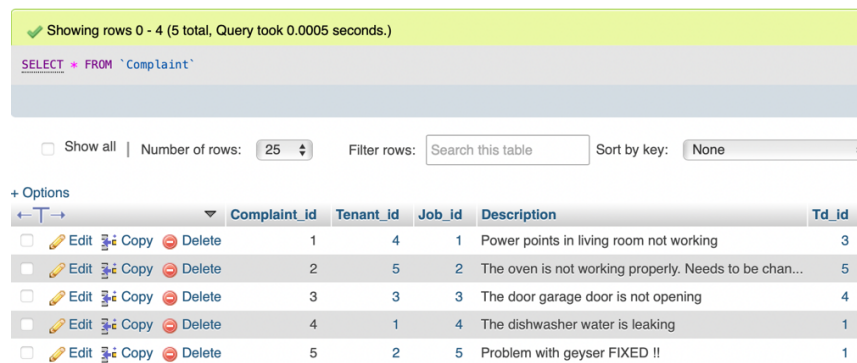 Showing rows 0 - 4 (5 total, Query took 0.0005 seconds.)
SELECT * FROM `Complaint`
Show all | Number of rows: 25 Filter rows: Search this table Sort by key: None
+ Options
←T→ Complaint_id Tenant_id Job_id Description Td_id
Edit Copy Delete 1 4 1 Power points in living room not working 3
Edit Copy Delete 2 5 2 The oven is not working properly. Needs to be chan... 5
Edit Copy Delete 3 3 3 The door garage door is not opening 4
Edit Copy Delete 4 1 4 The dishwasher water is leaking 1
Edit Copy Delete 5 2 5 Problem with geyser FIXED !! 1